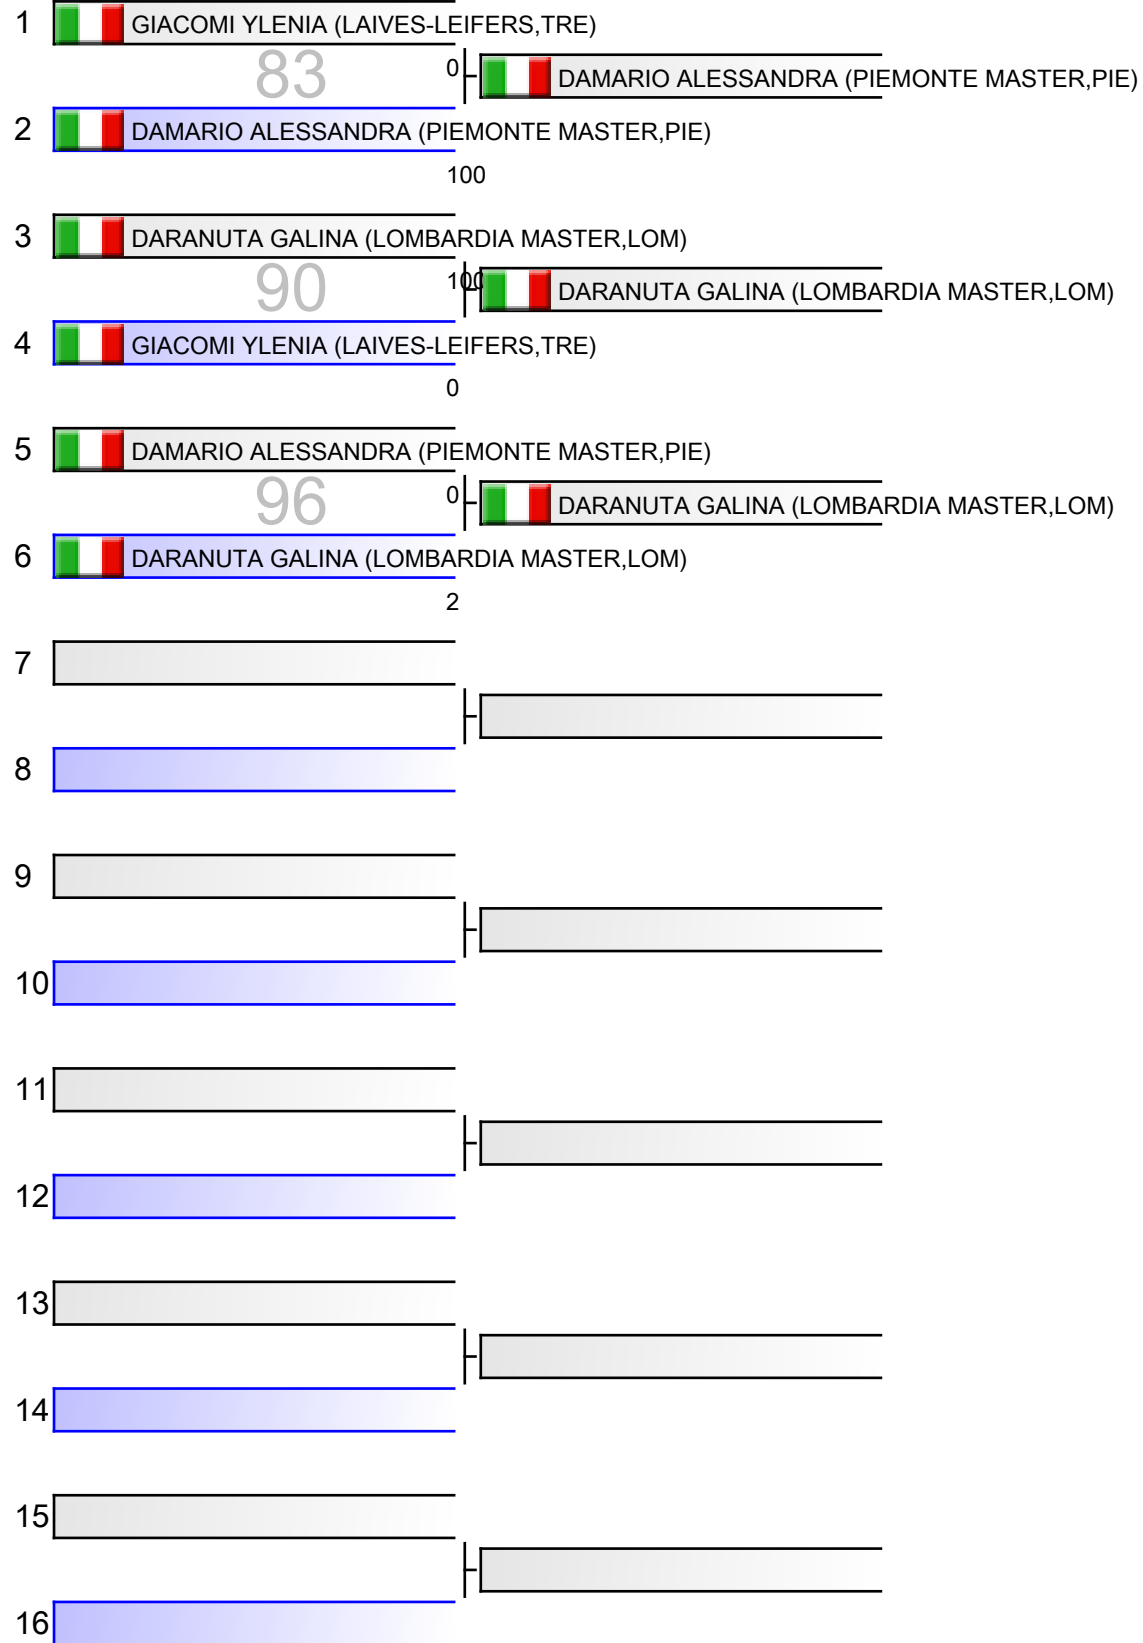 1 GIACOMI YLENIA (LAIVES-LEIFERS,TRE)
83 0 DAMARIO ALESSANDRA (PIEMONTE MASTER,PIE)
2 DAMARIO ALESSANDRA (PIEMONTE MASTER,PIE)
100
3 DARANUTA GALINA (LOMBARDIA MASTER,LOM)
90 100 DARANUTA GALINA (LOMBARDIA MASTER,LOM)
4 GIACOMI YLENIA (LAIVES-LEIFERS,TRE)
0
5 DAMARIO ALESSANDRA (PIEMONTE MASTER,PIE)
96 0 DARANUTA GALINA (LOMBARDIA MASTER,LOM)
6 DARANUTA GALINA (LOMBARDIA MASTER,LOM)
2
7
8
9
10
11
12
13
14
15
16